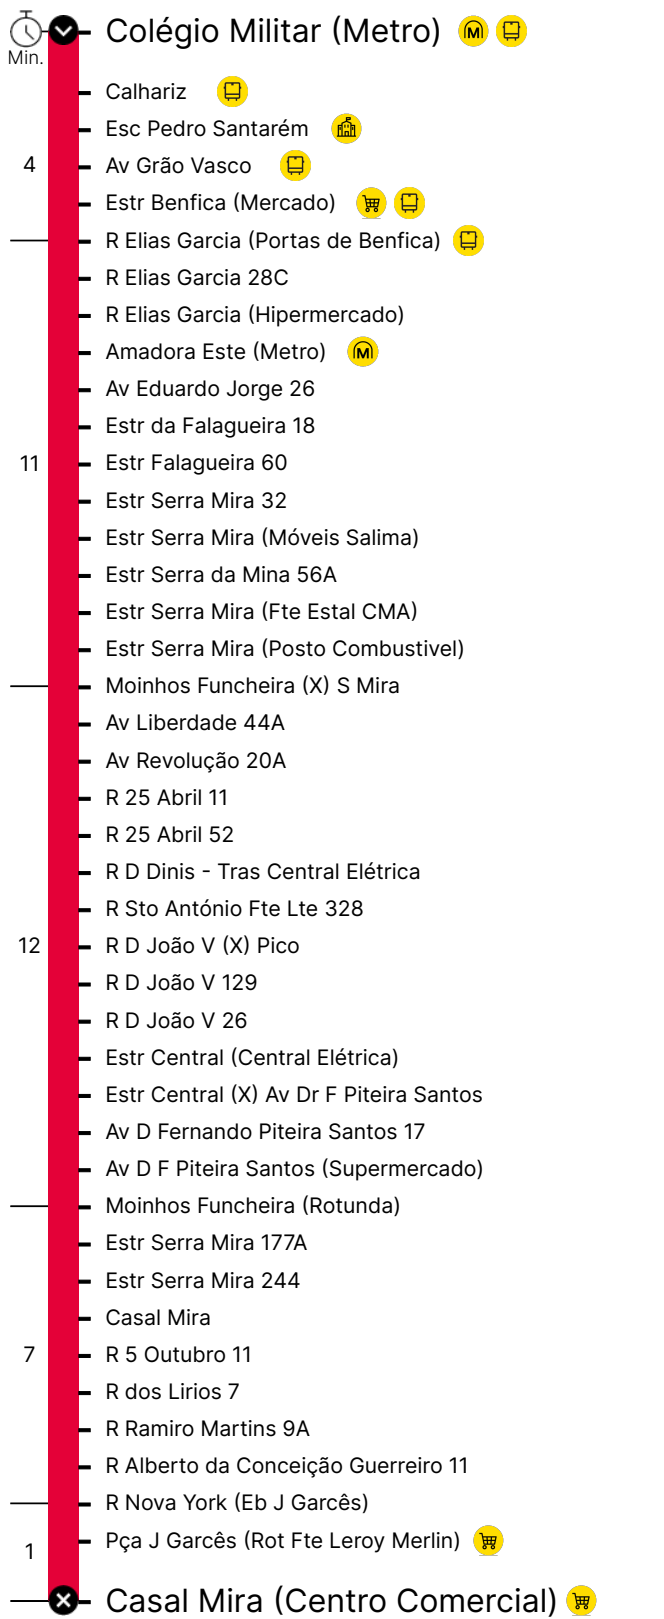 Colégio Militar (Metro) M
Min.
Calhariz
Esc Pedro Santarém
4 Av Grão Vasco
Estr Benfica (Mercado)
R Elias Garcia (Portas de Benfica)
R Elias Garcia 28C
R Elias Garcia (Hipermercado)
Amadora Este (Metro) M
Av Eduardo Jorge 26
Estr da Falagueira 18
11 Estr Falagueira 60
Estr Serra Mira 32
Estr Serra Mira (Móveis Salima)
Estr Serra da Mina 56A
Estr Serra Mira (Fte Estal CMA)
Estr Serra Mira (Posto Combustivel)
Moinhos Funcheira (X) S Mira
Av Liberdade 44A
Av Revolução 20A
R 25 Abril 11
R 25 Abril 52
R D Dinis - Tras Central Elétrica
R Sto António Fte Lte 328
12 R D João V (X) Pico
R D João V 129
R D João V 26
Estr Central (Central Elétrica)
Estr Central (X) Av Dr F Piteira Santos
Av D Fernando Piteira Santos 17
Av D F Piteira Santos (Supermercado)
Moinhos Funcheira (Rotunda)
Estr Serra Mira 177A
Estr Serra Mira 244
Casal Mira
7 R 5 Outubro 11
R dos Lirios 7
R Ramiro Martins 9A
R Alberto da Conceição Guerreiro 11
R Nova York (Eb J Garcês)
Pça J Garcês (Rot Fte Leroy Merlin)
1
Casal Mira (Centro Comercial)